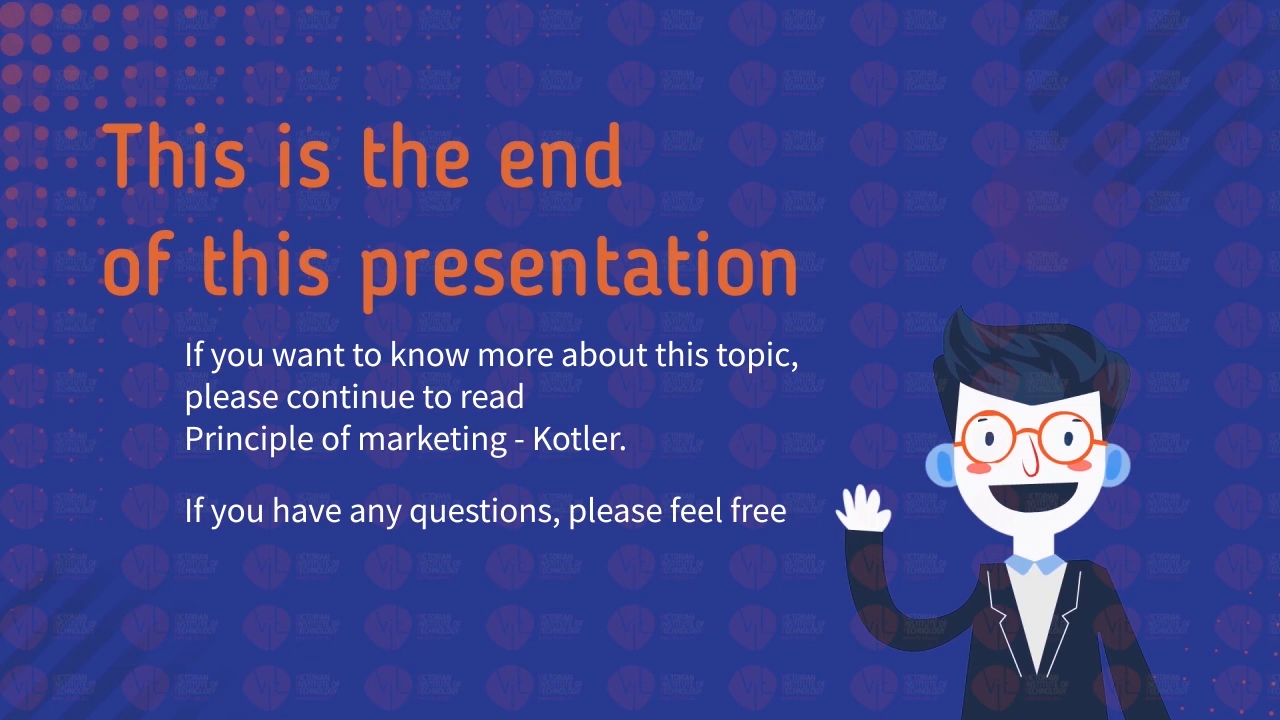 This is the end
of this presentation
If you want to know more about this topic,
please continue to read
Principle of marketing - Kotler.
If you have any questions, please feel free